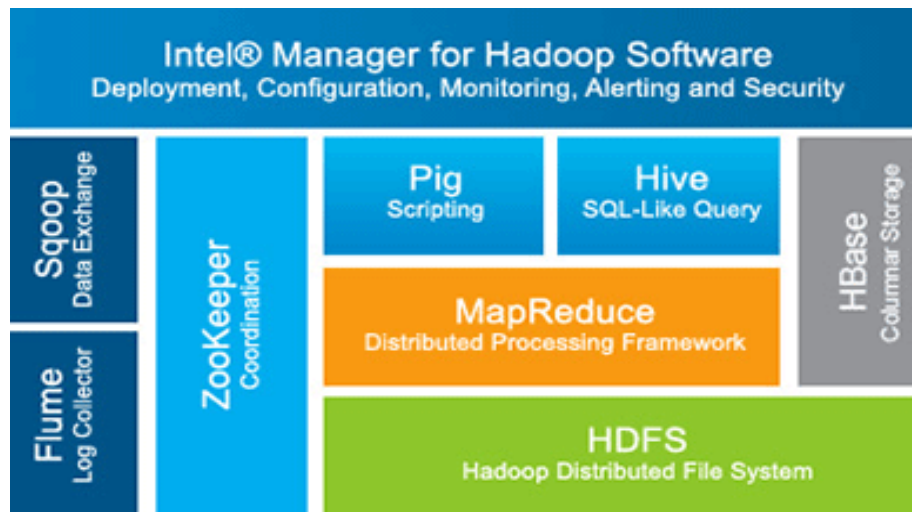 Intel® Manager for Hadoop Software
Deployment, Configuration, Monitoring, Alerting and Security
Sqoop
Data Exchange
Flume
Log Collector
ZooKeeper
Coordination
Pig
Scripting
Hive
SQL-Like Query
MapReduce
Distributed Processing Framework
HBase
Columnar Storage
HDFS
Hadoop Distributed File System